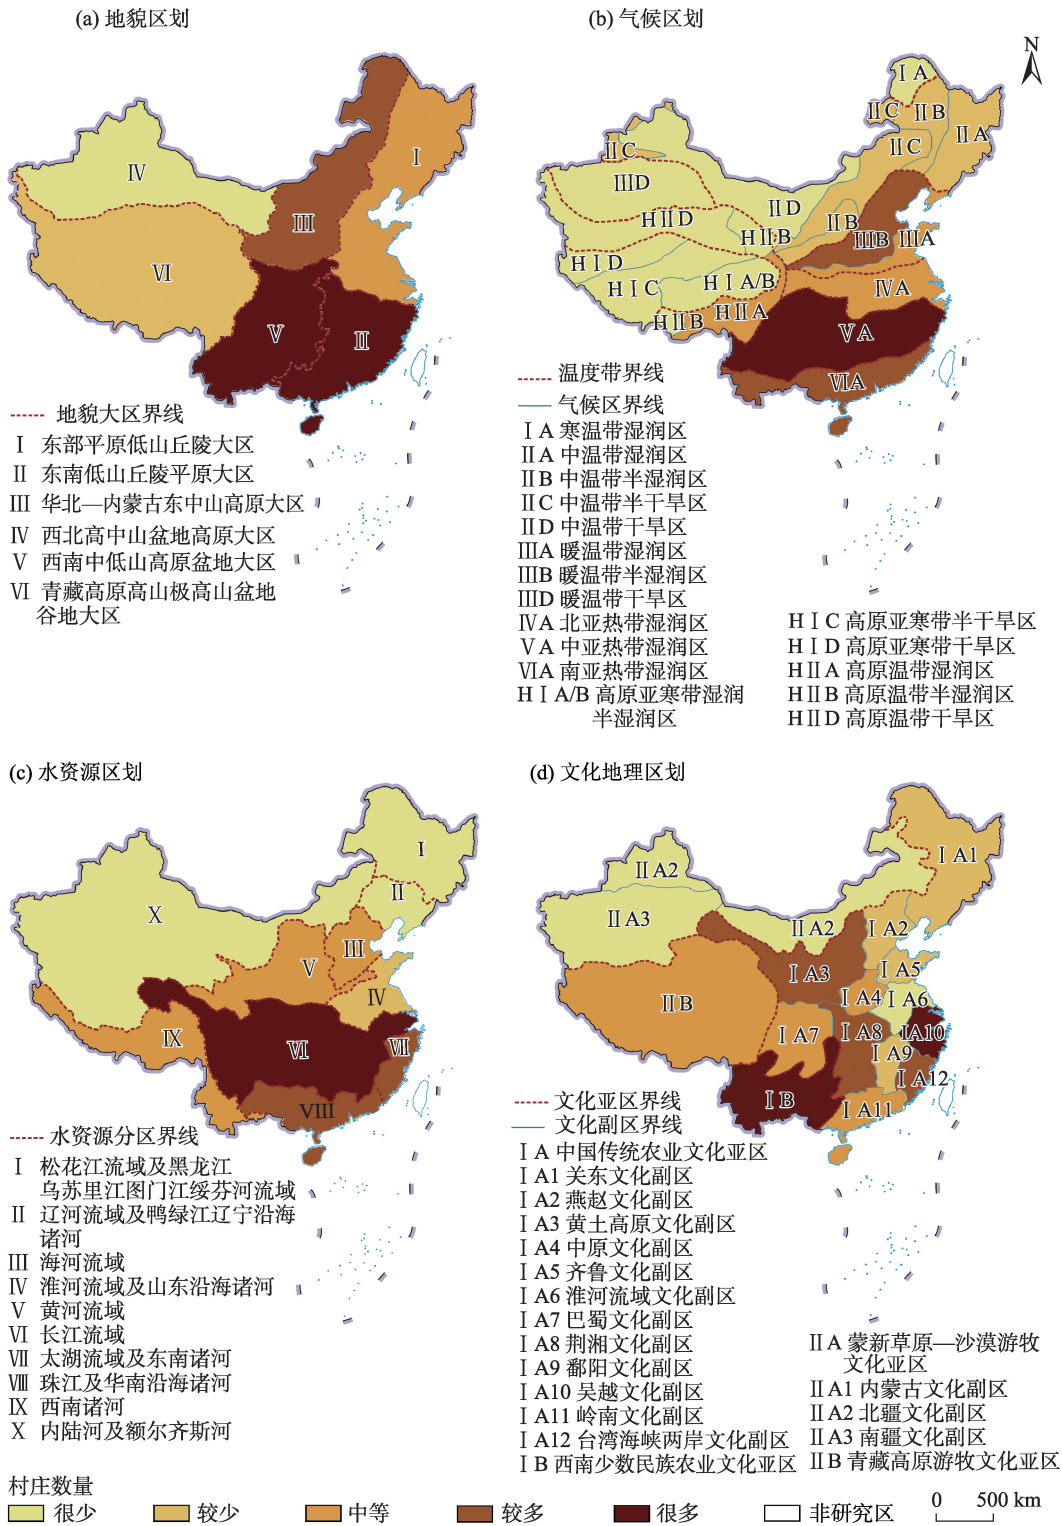 (a) 地貌区划
Ⅰ
Ⅳ
Ⅲ
Ⅵ
Ⅴ
Ⅱ
地貌大区界线
Ⅰ 东部平原低山丘陵大区
Ⅱ 东南低山丘陵平原大区
Ⅲ 华北—内蒙古东中山高原大区
Ⅳ 西北高中山盆地高原大区
Ⅴ 西南中低山高原盆地大区
Ⅵ 青藏高原高山极高山盆地
谷地大区
(b) 气候区划
N
ⅠA
ⅡC
ⅡB
ⅡA
ⅡC
ⅡC
ⅢD
ⅡD
HⅡD
ⅡB
HⅡB
ⅢB
ⅢA
HⅠD
HⅠC
HⅠA/B
ⅣA
HⅡA
HⅡB
ⅤA
ⅥA
温度带界线
气候区界线
ⅠA 寒温带湿润区
ⅡA 中温带湿润区
ⅡB 中温带半湿润区
ⅡC 中温带半干旱区
ⅡD 中温带干旱区
ⅢA 暖温带湿润区
ⅢB 暖温带半湿润区
ⅢD 暖温带干旱区
ⅣA 北亚热带湿润区
ⅤA 中亚热带湿润区
ⅥA 南亚热带湿润区
HⅠA/B 高原亚寒带湿润
半湿润区
HⅠC 高原亚寒带半干旱区
HⅠD 高原亚寒带干旱区
HⅡA 高原温带湿润区
HⅡB 高原温带半湿润区
HⅡD 高原温带干旱区
(c) 水资源区划
Ⅰ
Ⅱ
Ⅹ
Ⅲ
Ⅴ
Ⅳ
Ⅸ
Ⅵ
Ⅶ
Ⅷ
水资源分区界线
Ⅰ 松花江流域及黑龙江
乌苏里江图门江绥芬河流域
Ⅱ 辽河流域及鸭绿江辽宁沿海
诸河
Ⅲ 海河流域
Ⅳ 淮河流域及山东沿海诸河
Ⅴ 黄河流域
Ⅵ 长江流域
Ⅶ 太湖流域及东南诸河
Ⅷ 珠江及华南沿海诸河
Ⅸ 西南诸河
Ⅹ 内陆河及额尔齐斯河
(d) 文化地理区划
ⅠA1
ⅡA2
ⅡA3
ⅡA2
ⅠA2
ⅠA3
ⅠA5
ⅡB
ⅠA4
ⅠA6
ⅠA7
ⅠA8
ⅠA10
ⅠA9
ⅠA12
ⅠB
ⅠA11
文化亚区界线
文化副区界线
ⅠA 中国传统农业文化亚区
ⅠA1 关东文化副区
ⅠA2 燕赵文化副区
ⅠA3 黄土高原文化副区
ⅠA4 中原文化副区
ⅠA5 齐鲁文化副区
ⅠA6 淮河流域文化副区
ⅠA7 巴蜀文化副区
ⅠA8 荆湘文化副区
ⅠA9 鄱阳文化副区
ⅠA10 吴越文化副区
ⅠA11 岭南文化副区
ⅠA12 台湾海峡两岸文化副区
ⅠB 西南少数民族农业文化亚区
ⅡA 蒙新草原—沙漠游牧
文化亚区
ⅡA1 内蒙古文化副区
ⅡA2 北疆文化副区
ⅡA3 南疆文化副区
ⅡB 青藏高原游牧文化亚区
村庄数量
很少
较少
中等
较多
很多
非研究区
0 500 km